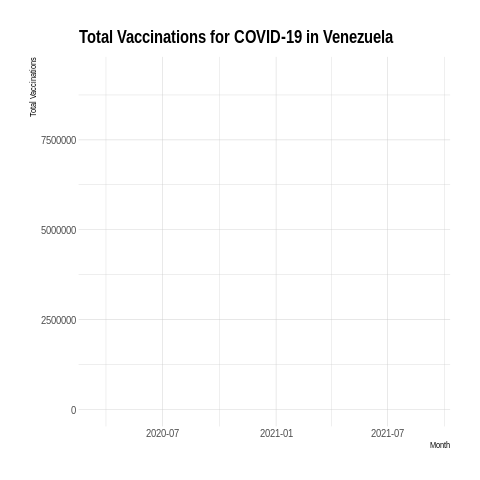 Total Vaccinations for COVID-19 in Venezuela
Total Vaccinations
7500000
5000000
2500000
0
2020-07 2021-01 2021-07
Month